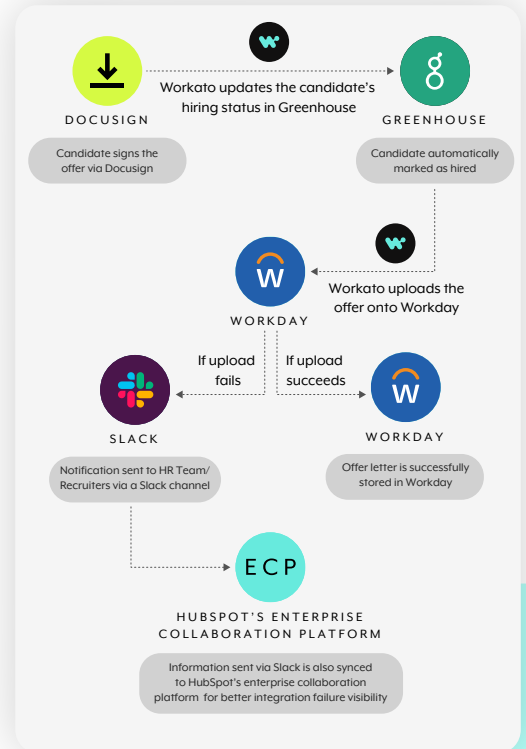 Workato updates the candidate's
hiring status in Greenhouse
DOCUSIGN
GREENHOUSE
Candidate signs the
offer via Docusign
Candidate automatically
marked as hired
W
Workato uploads the
offer onto Workday
WORKDAY
If upload
fails
If upload
succeeds
W
SLACK
WORKDAY
Notification sent to HR Team/
Recruiters via a Slack channel
Offer letter is successfully
stored in Workday
ECP
HUBSPOT'S ENTERPRISE
COLLABORATION PLATFORM
Information sent via Slack is also synced
to HubSpot's enterprise collaboration
platform for better integration failure visibility